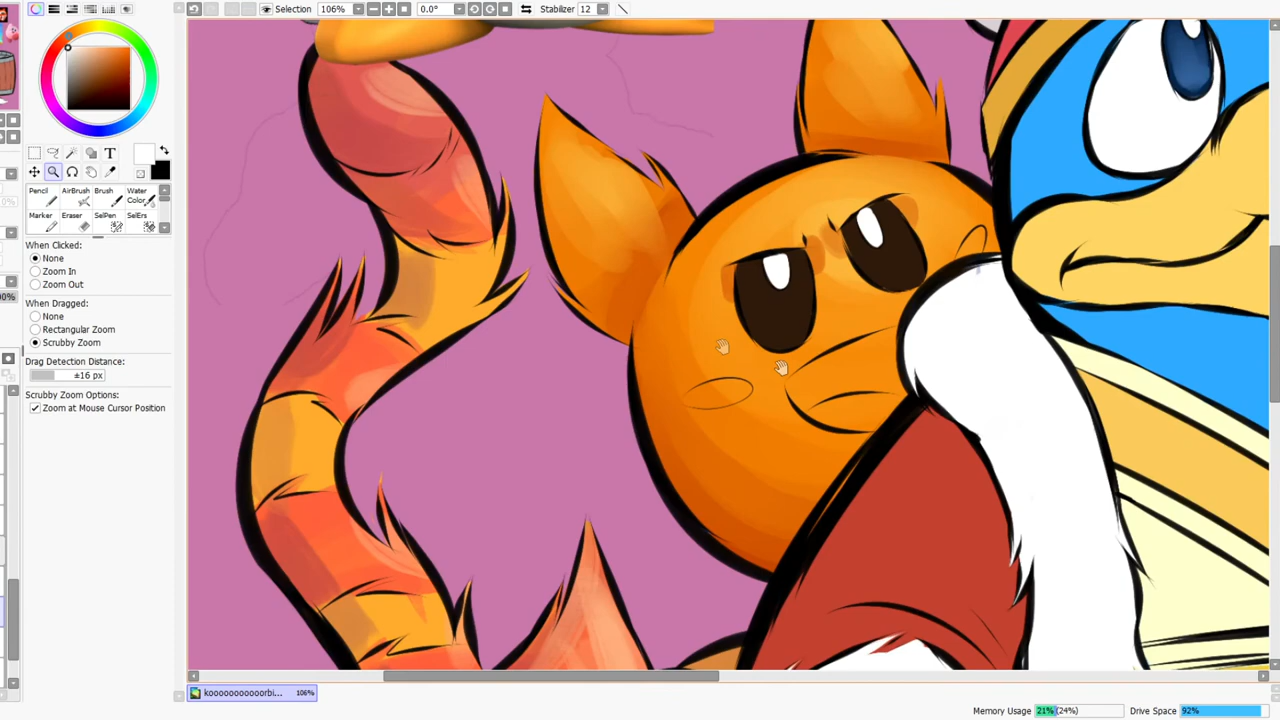 Selection 106% 0.0° Stabilizer 12
T
Pencil AirBrush Brush Water Color
Marker Eraser SelPen SelErs
When Clicked:
None
Zoom In
Zoom Out
When Dragged:
None
Rectangular Zoom
Scrubby Zoom
Drag Detection Distance:
±16 px
Scrubby Zoom Options:
Zoom at Mouse Cursor Position
koooooooooorbi... 106%
Memory Usage 21% (24%) Drive Space 92%